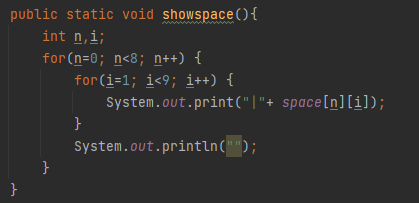 public static void showspace(){
    int n,i;
    for(n=0; n<8; n++) {
        for(i=1; i<9; i++) {
            System.out.print("|"+ space[n][i]);
        }
        System.out.println("");
    }
}